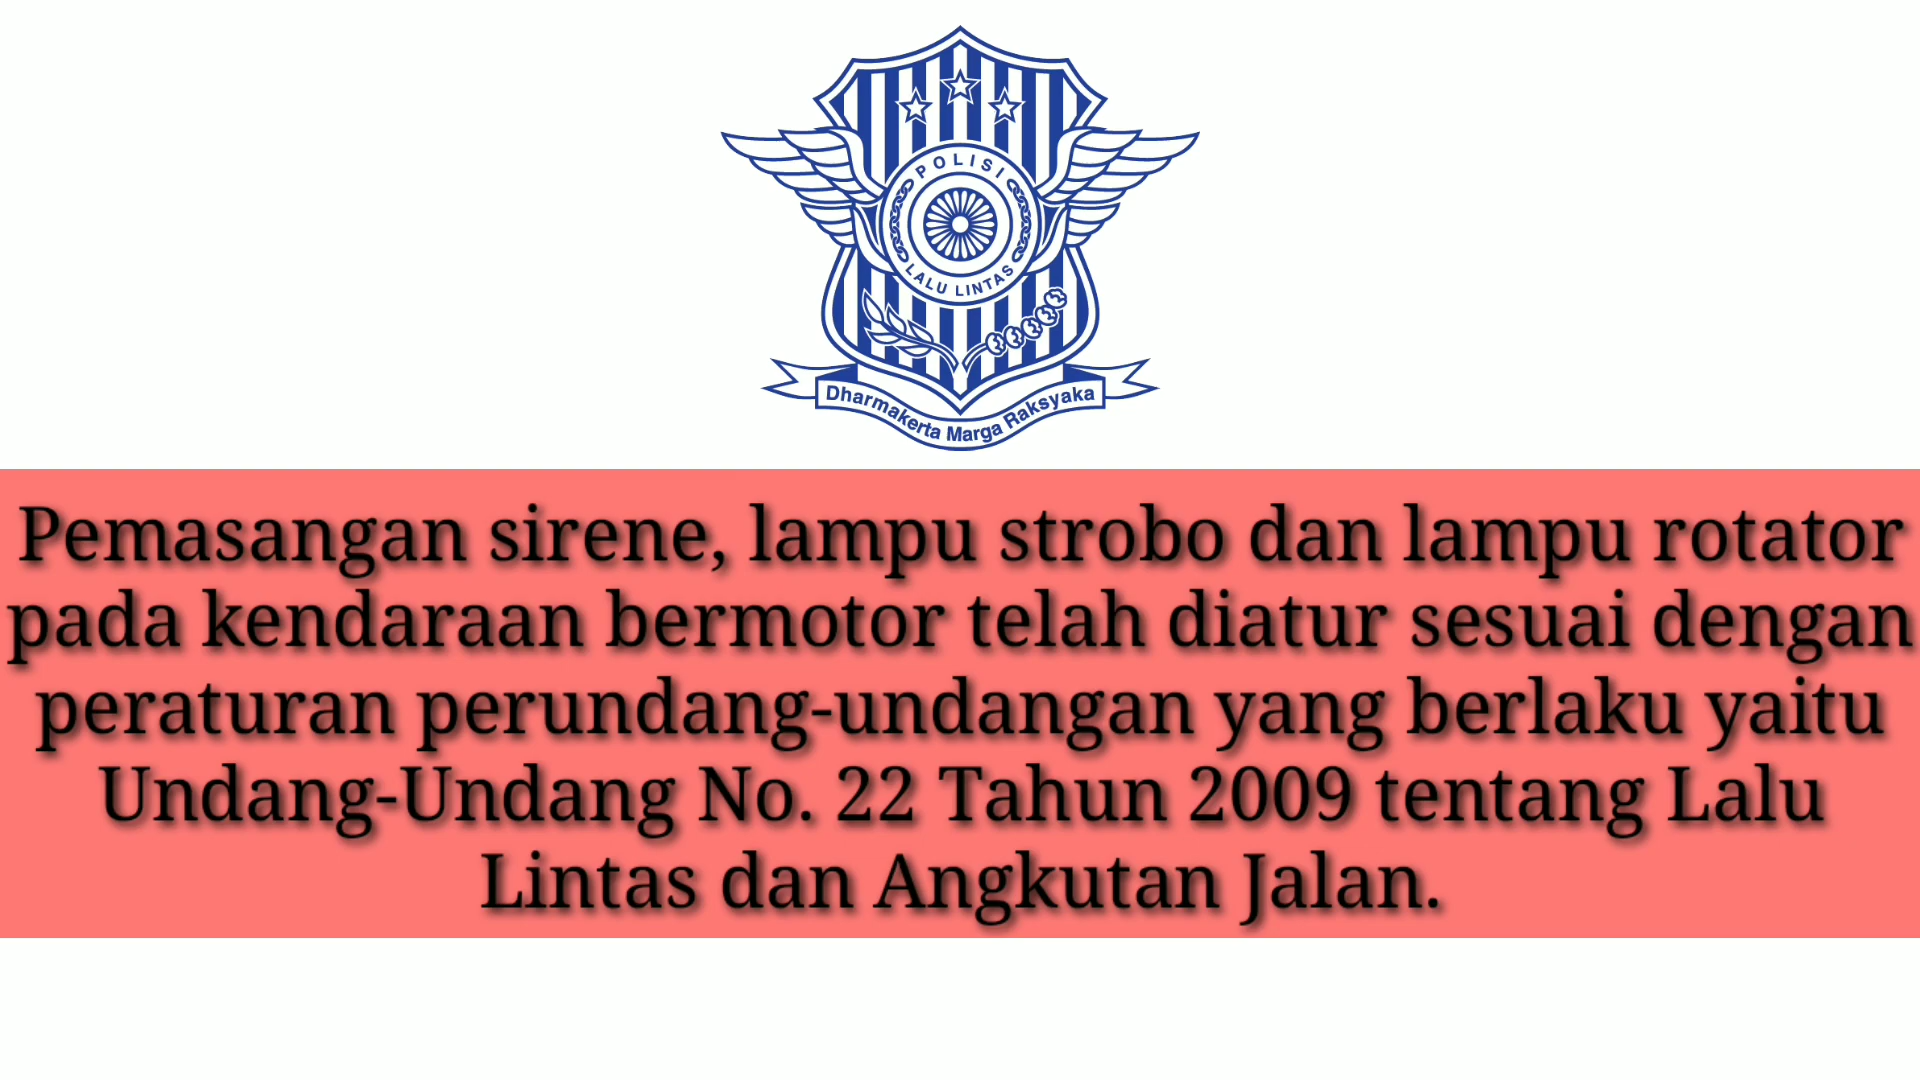 POLISI
LALU LINTAS
Dharmakerta Marga Raksyaka
Pemasangan sirene, lampu strobo dan lampu rotator
pada kendaraan bermotor telah diatur sesuai dengan
peraturan perundang-undangan yang berlaku yaitu
Undang-Undang No. 22 Tahun 2009 tentang Lalu
Lintas dan Angkutan Jalan.